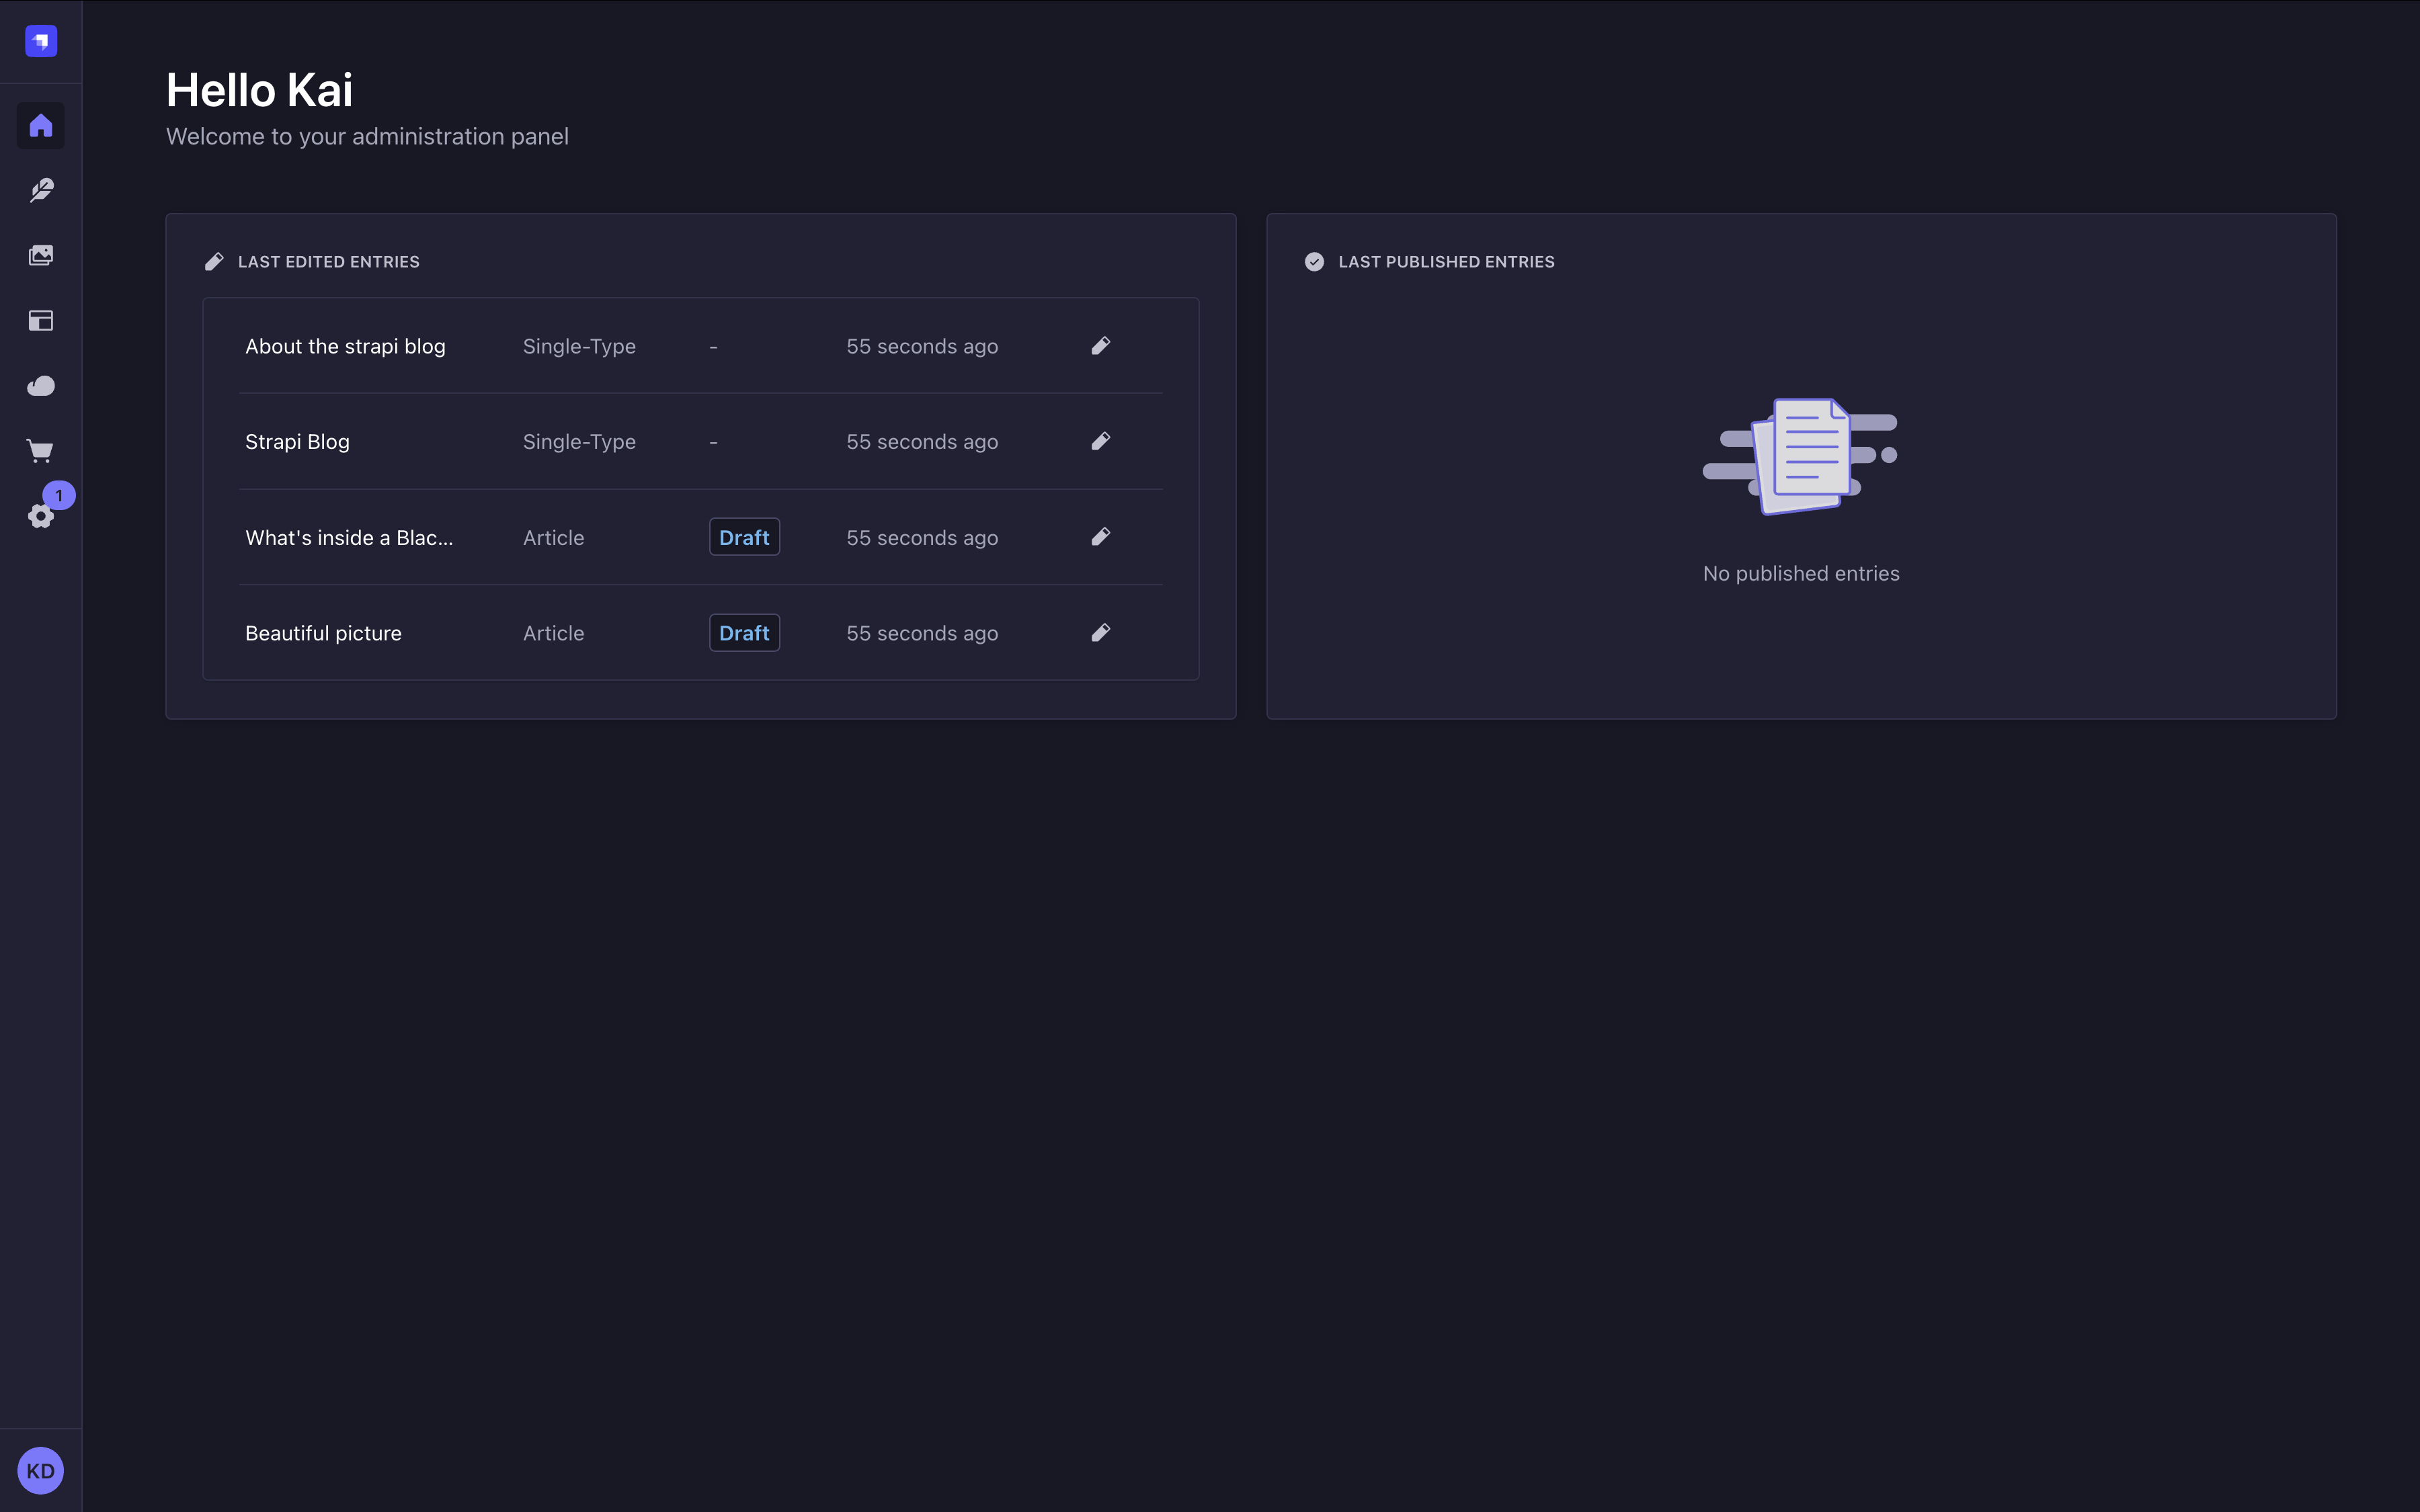 Hello Kai
Welcome to your administration panel
LAST EDITED ENTRIES
About the strapi blog Single-Type - 55 seconds ago
Strapi Blog Single-Type - 55 seconds ago
What's inside a Blac... Article Draft 55 seconds ago
Beautiful picture Article Draft 55 seconds ago
LAST PUBLISHED ENTRIES
No published entries
1
KD